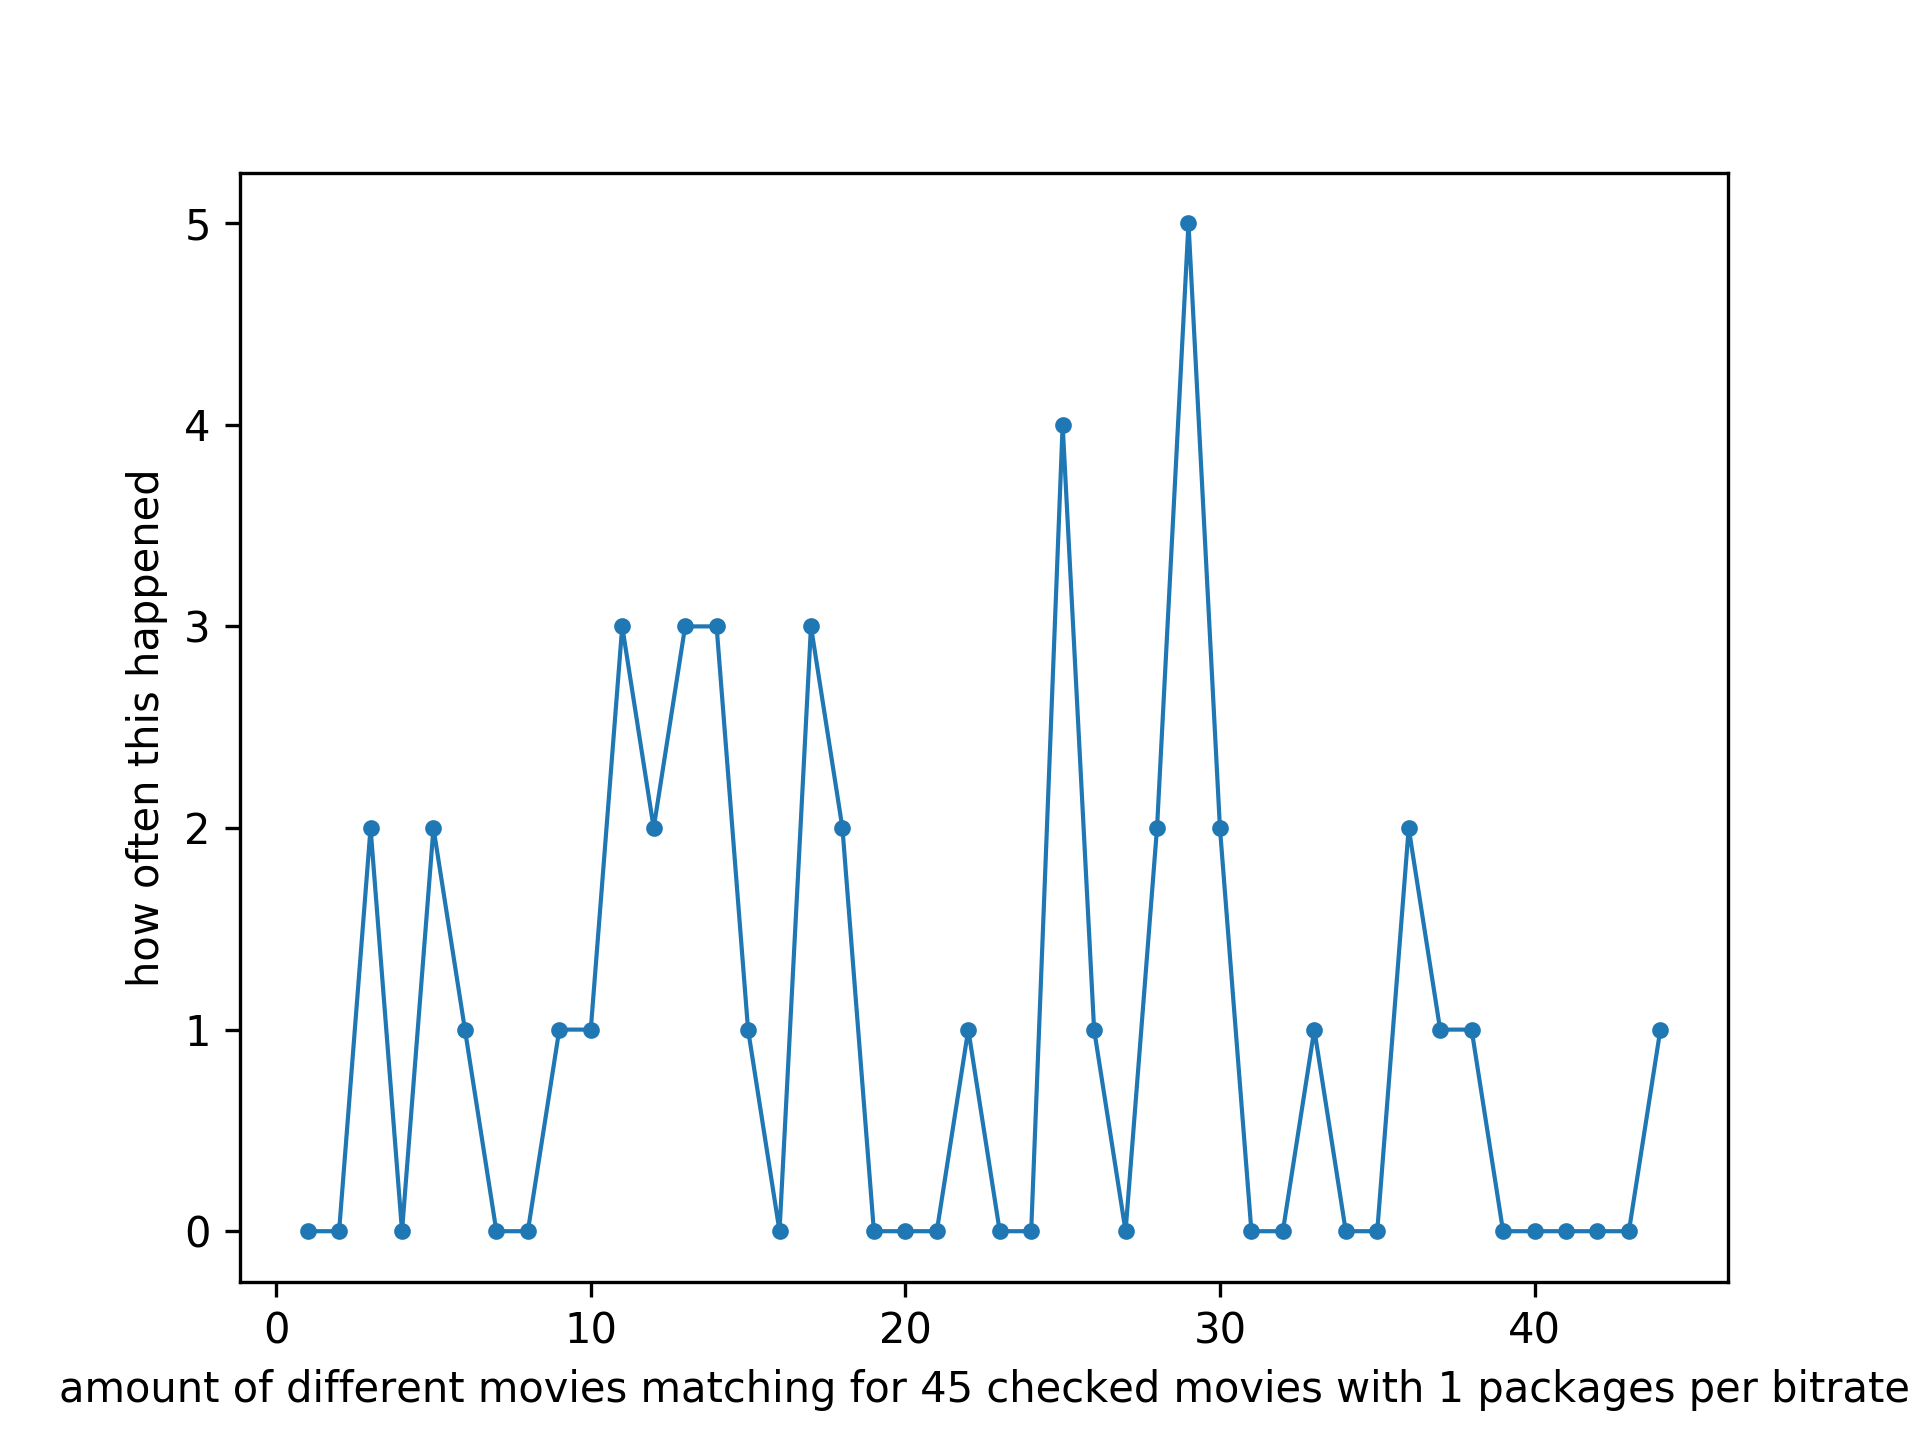 5
4
3
2
1
0
how often this happened
0 10 20 30 40
amount of different movies matching for 45 checked movies with 1 packages per bitrate